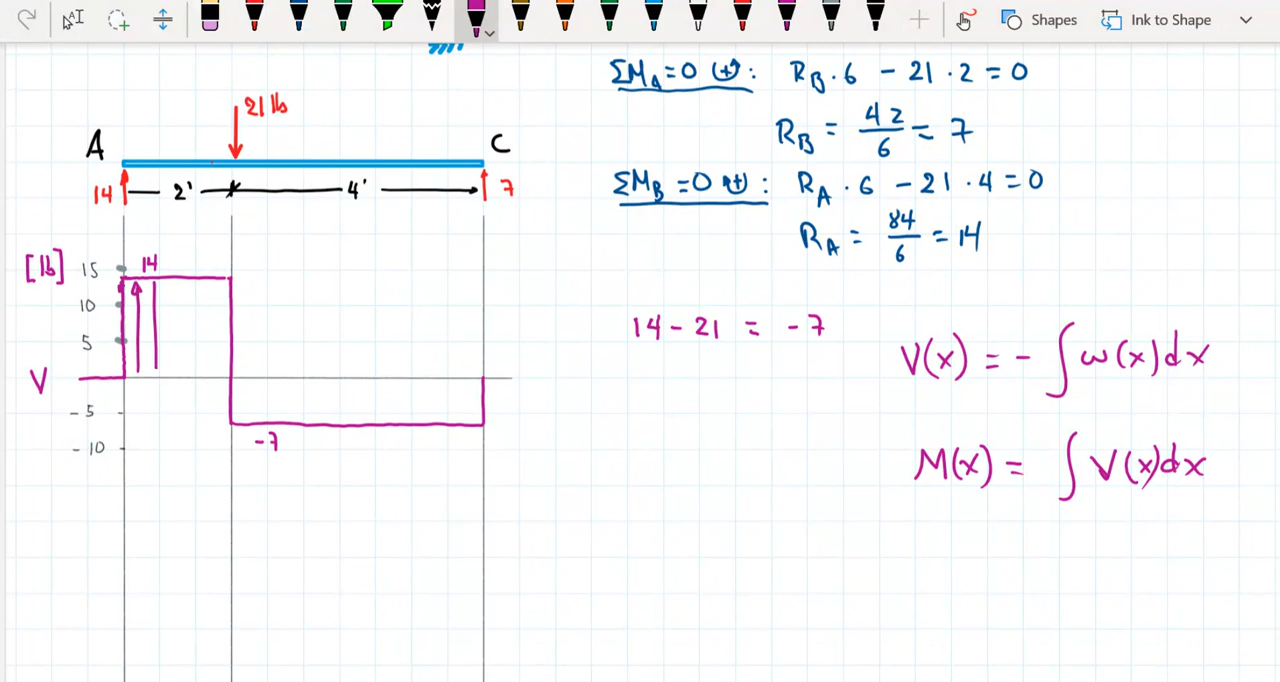 Shapes
Ink to Shape
ΣM_A=0 (+): R_B · 6 - 21 · 2 = 0
R_B = 42/6 = 7
ΣM_B=0 (+): R_A · 6 - 21 · 4 = 0
R_A = 84/6 = 14
21 lb
A
C
14
2'
4'
7
[lb]
15
14
10
5
V
-5
-10
-7
14 - 21 = -7
V(x) = - ∫ω(x)dx
M(x) = ∫V(x)dx